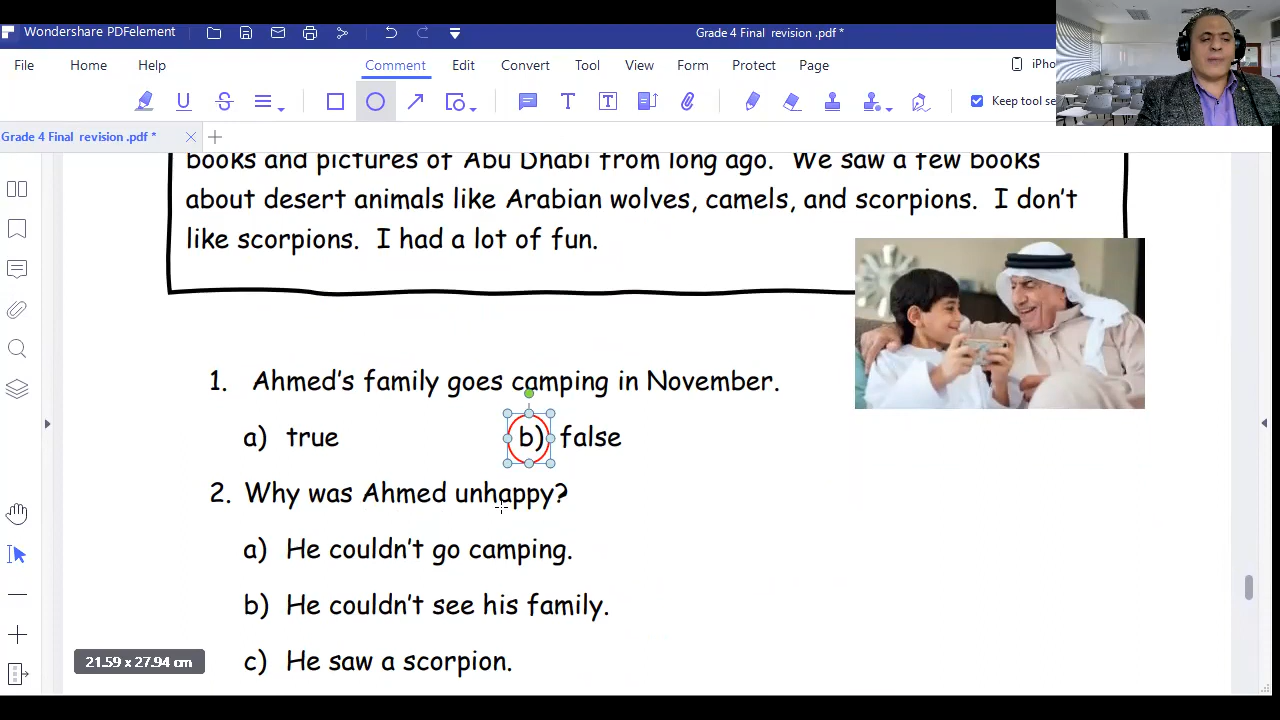 Wondershare PDFelement
Grade 4 Final revision .pdf *
File Home Help Comment Edit Convert Tool View Form Protect Page
Keep tool se
Grade 4 Final revision .pdf *
books and pictures of Abu Dhabi from long ago. We saw a few books
about desert animals like Arabian wolves, camels, and scorpions. I don't
like scorpions. I had a lot of fun.
1. Ahmed's family goes camping in November.
a) true b) false
2. Why was Ahmed unhappy?
a) He couldn't go camping.
b) He couldn't see his family.
c) He saw a scorpion.
21.59 x 27.94 cm